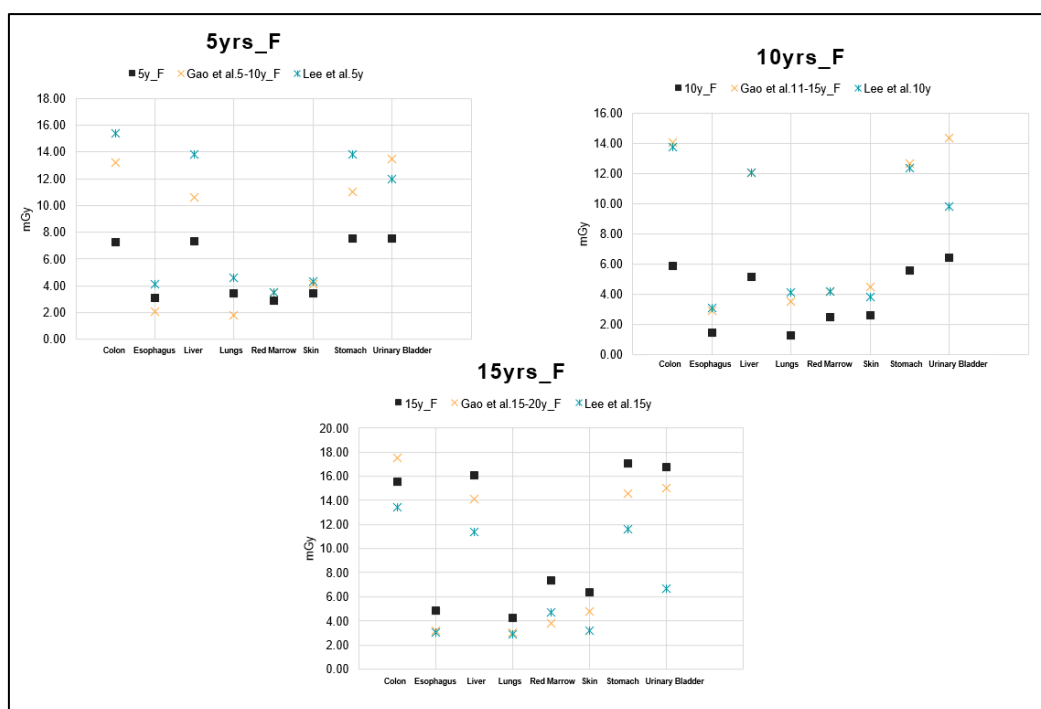 5yrs_F
5y_F Gao et al.5-10y_F Lee et al.5y
18.00
16.00
14.00
12.00
10.00
8.00
6.00
4.00
2.00
0.00
mGy
Colon Esophagus Liver Lungs Red Marrow Skin Stomach Urinary Bladder
10yrs_F
10y_F Gao et al.11-15y_F Lee et al.10y
16.00
14.00
12.00
10.00
8.00
6.00
4.00
2.00
0.00
mGy
Colon Esophagus Liver Lungs Red Marrow Skin Stomach Urinary Bladder
15yrs_F
15y_F Gao et al.15-20y_F Lee et al.15y
20.00
18.00
16.00
14.00
12.00
10.00
8.00
6.00
4.00
2.00
0.00
mGy
Colon Esophagus Liver Lungs Red Marrow Skin Stomach Urinary Bladder